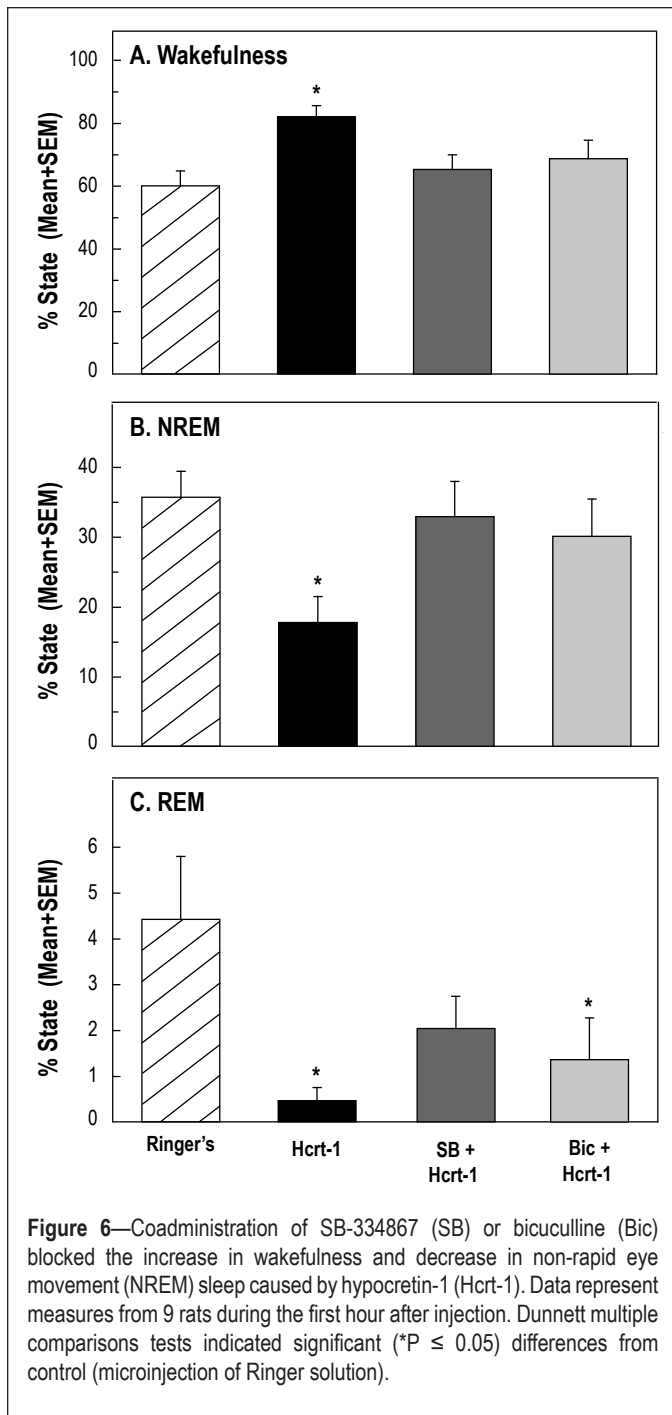 A. Wakefulness
*
100
80
60
40
20
0
% State (Mean+SEM)
B. NREM
*
40
30
20
10
0
% State (Mean+SEM)
C. REM
*
*
6
5
4
3
2
1
0
% State (Mean+SEM)
Ringer's
Hcrt-1
SB +
Hcrt-1
Bic +
Hcrt-1
Figure 6—Coadministration of SB-334867 (SB) or bicuculline (Bic)
blocked the increase in wakefulness and decrease in non-rapid eye
movement (NREM) sleep caused by hypocretin-1 (Hcrt-1). Data represent
measures from 9 rats during the first hour after injection. Dunnett multiple
comparisons tests indicated significant (*P ≤ 0.05) differences from
control (microinjection of Ringer solution).